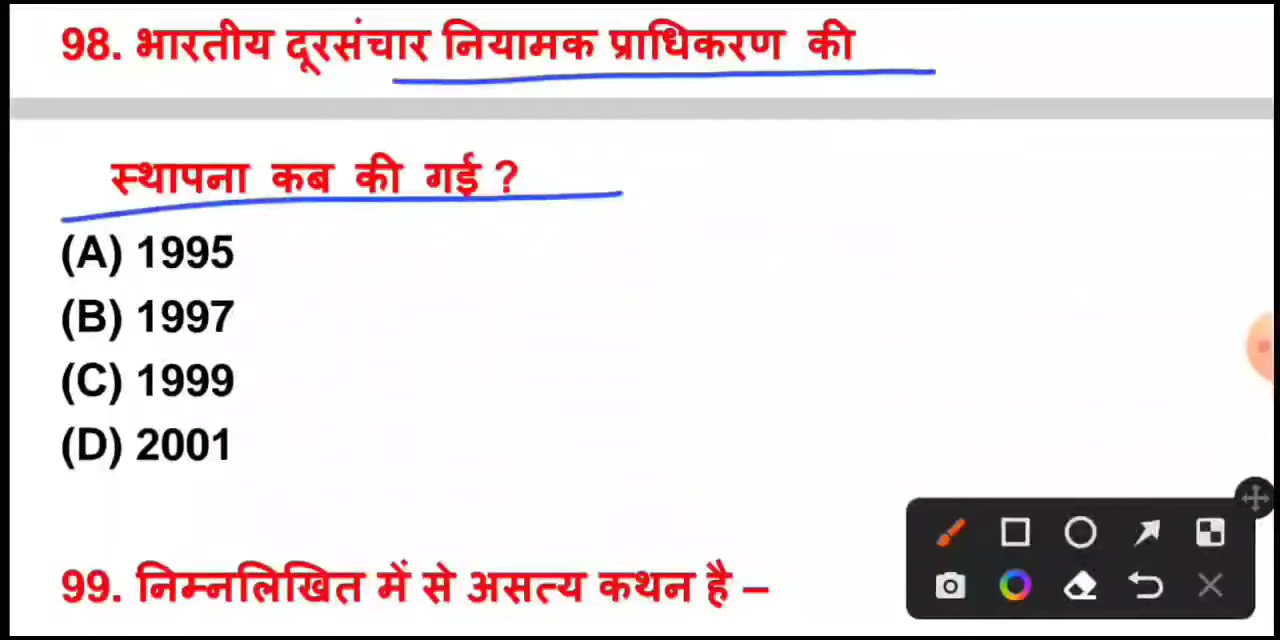 98. भारतीय दूरसंचार नियामक प्राधिकरण की
स्थापना कब की गई ?
(A) 1995
(B) 1997
(C) 1999
(D) 2001
99. निम्नलिखित में से असत्य कथन है –